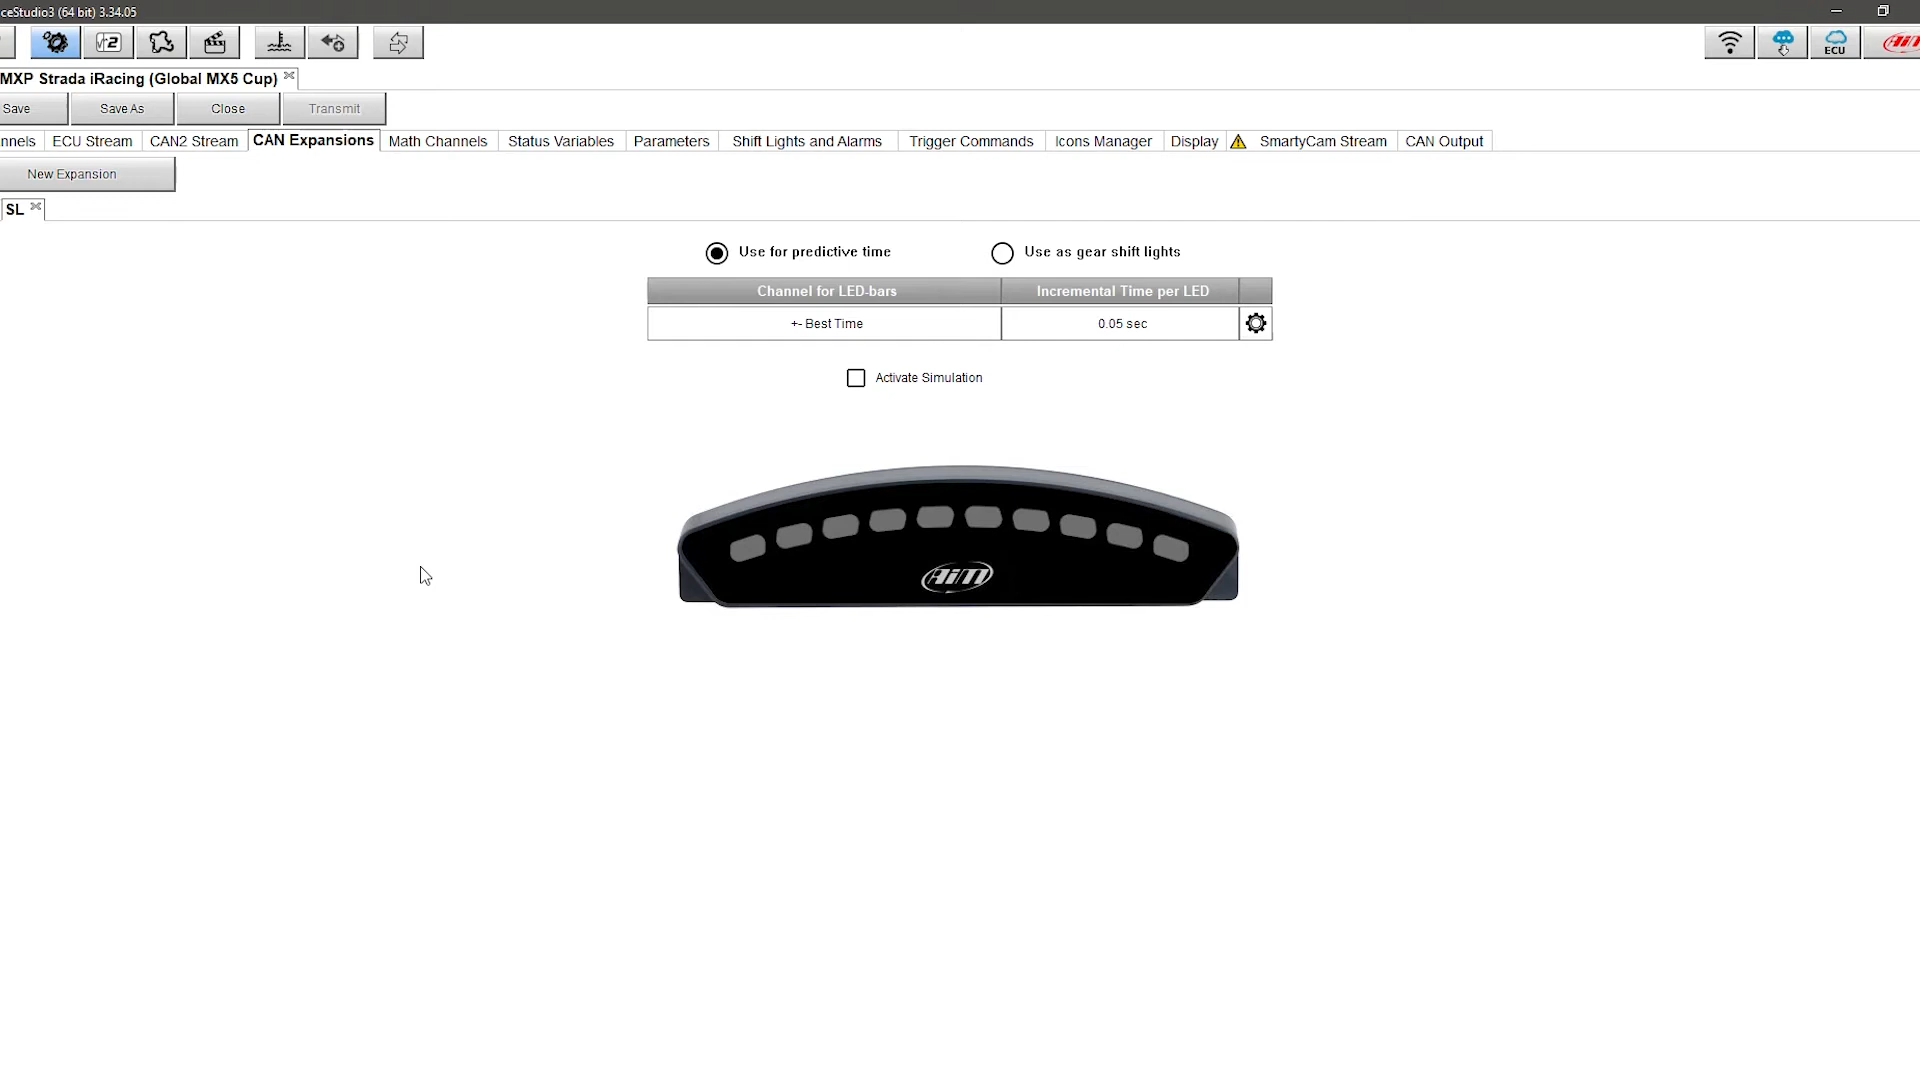 ceStudio3 (64 bit) 3.34.05
ECU
AiM
MXP Strada iRacing (Global MX5 Cup)
Save
Save As
Close
Transmit
nnels
ECU Stream
CAN2 Stream
CAN Expansions
Math Channels
Status Variables
Parameters
Shift Lights and Alarms
Trigger Commands
Icons Manager
Display
SmartyCam Stream
CAN Output
New Expansion
SL
Use for predictive time
Use as gear shift lights
Channel for LED-bars
Incremental Time per LED
+- Best Time
0.05 sec
Activate Simulation
AiM